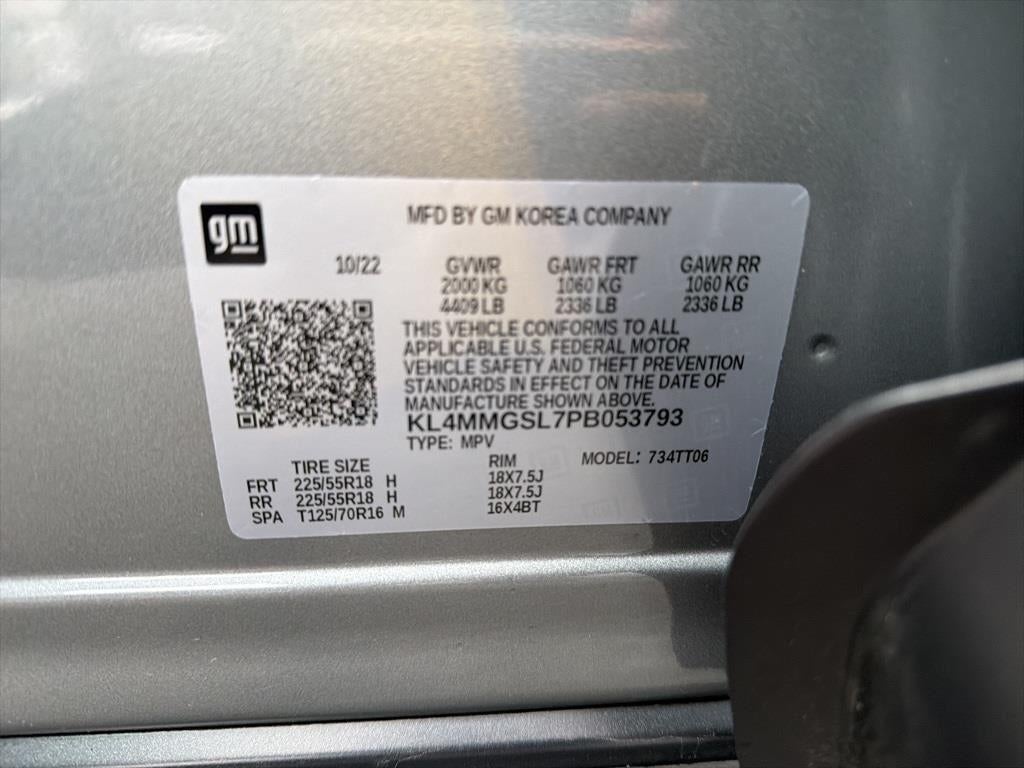 gm
MFD BY GM KOREA COMPANY
10/22 GVWR GAWR FRT GAWR RR
2000 KG 1060 KG 1060 KG
4409 LB 2336 LB 2336 LB
THIS VEHICLE CONFORMS TO ALL
APPLICABLE U.S. FEDERAL MOTOR
VEHICLE SAFETY AND THEFT PREVENTION
STANDARDS IN EFFECT ON THE DATE OF
MANUFACTURE SHOWN ABOVE.
KL4MMGSL7PB053793
TYPE: MPV
TIRE SIZE RIM MODEL: 734TT06
FRT 225/55R18 H 18X7.5J
RR 225/55R18 H 18X7.5J
SPA T125/70R16 M 16X4BT